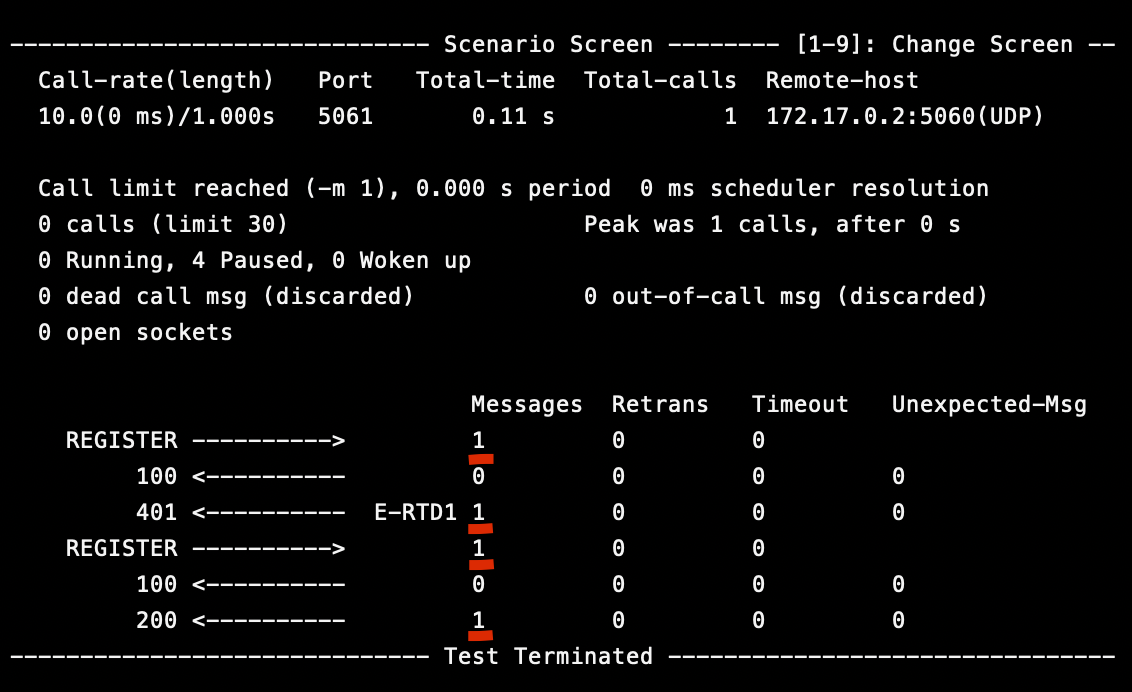 ------------------------------ Scenario Screen -------- [1-9]: Change Screen --
Call-rate(length)   Port   Total-time  Total-calls  Remote-host
10.0(0 ms)/1.000s   5061       0.11 s            1  172.17.0.2:5060(UDP)
Call limit reached (-m 1), 0.000 s period  0 ms scheduler resolution
0 calls (limit 30)                     Peak was 1 calls, after 0 s
0 Running, 4 Paused, 0 Woken up
0 dead call msg (discarded)            0 out-of-call msg (discarded)
0 open sockets
Messages  Retrans   Timeout   Unexpected-Msg
REGISTER ---------->         1         0         0
100 <----------         0         0         0         0
401 <----------  E-RTD1 1         0         0         0
REGISTER ---------->         1         0         0
100 <----------         0         0         0         0
200 <----------         1         0         0         0
------------------------------ Test Terminated --------------------------------